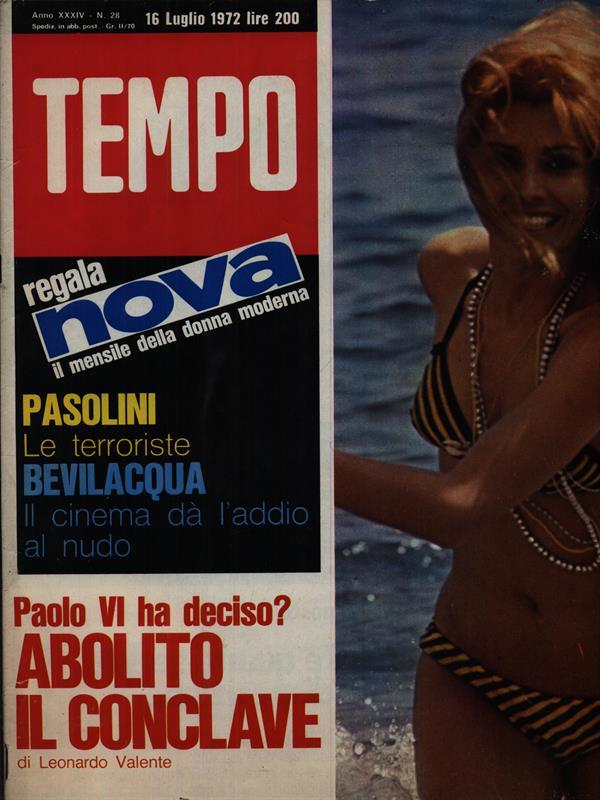 Anno XXXIV - N. 28
Spediz. in abb. post. - Gr. II/70
16 Luglio 1972 lire 200
TEMPO
regala
nova
il mensile della donna moderna
PASOLINI
Le terroriste
BEVILACQUA
Il cinema dà l'addio
al nudo
Paolo VI ha deciso?
ABOLITO
IL CONCLAVE
di Leonardo Valente